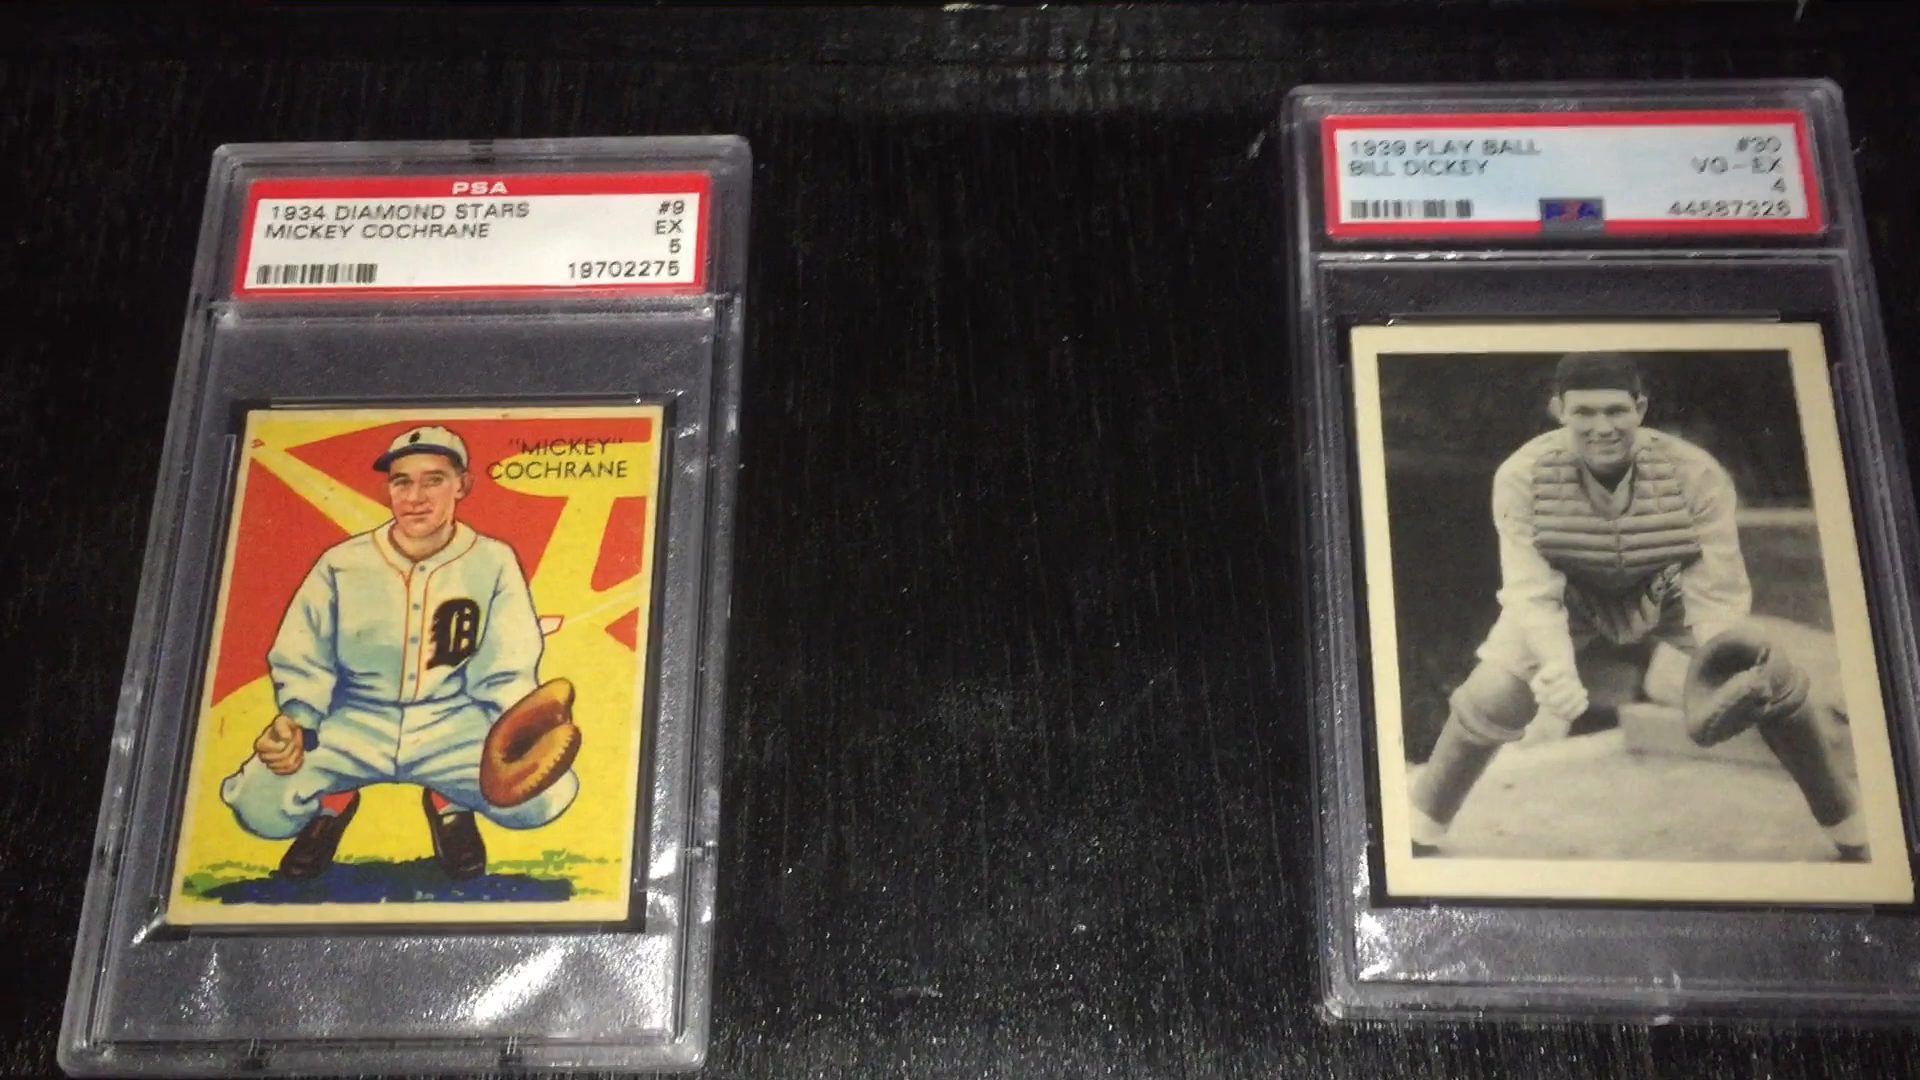 PSA
1934 DIAMOND STARS #9
MICKEY COCHRANE EX
5
19702275
"MICKEY"
COCHRANE
D
1939 PLAY BALL #30
BILL DICKEY VG-EX
4
PSA 44587326